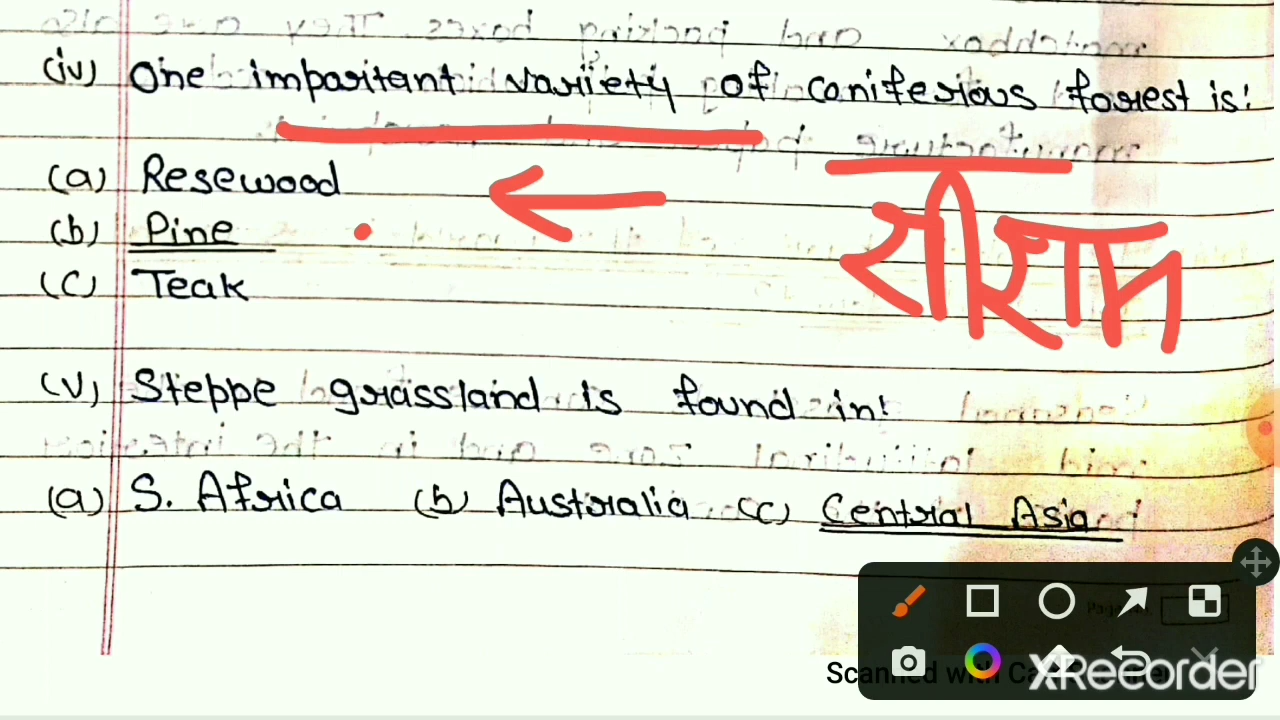 (iv) One important variety of coniferious forest is:
(a) Resewood
(b) Pine
(c) Teak
सीशम
(v) Steppe grassland is found in:
(a) S. Africa (b) Australia (c) Central Asia
Scanned with
XRecorder